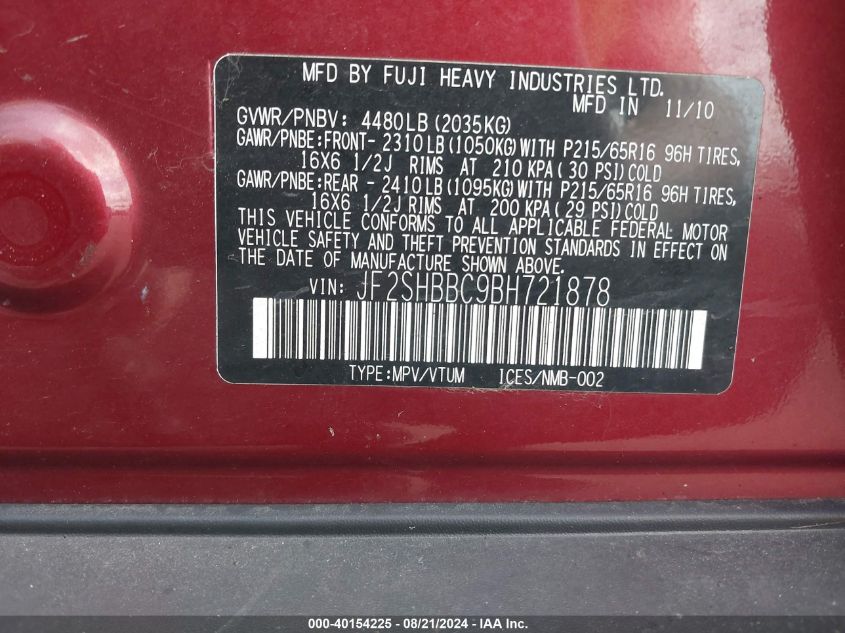 MFD BY FUJI HEAVY INDUSTRIES LTD.
MFD IN 11/10
GVWR/PNBV: 4480LB(2035KG)
GAWR/PNBE:FRONT- 2310LB(1050KG)WITH P215/65R16 96H TIRES,
16X6 1/2J RIMS AT 210 KPA(30 PSI)COLD
GAWR/PNBE:REAR - 2410LB(1095KG)WITH P215/65R16 96H TIRES,
16X6 1/2J RIMS AT 200 KPA(29 PSI)COLD
THIS VEHICLE CONFORMS TO ALL APPLICABLE FEDERAL MOTOR
VEHICLE SAFETY AND THEFT PREVENTION STANDARDS IN EFFECT ON
THE DATE OF MANUFACTURE SHOWN ABOVE.
VIN: JF2SHBBC9BH721878
TYPE:MPV/VTUM ICES/NMB-002
000-40154225 - 08/21/2024 - IAA Inc.